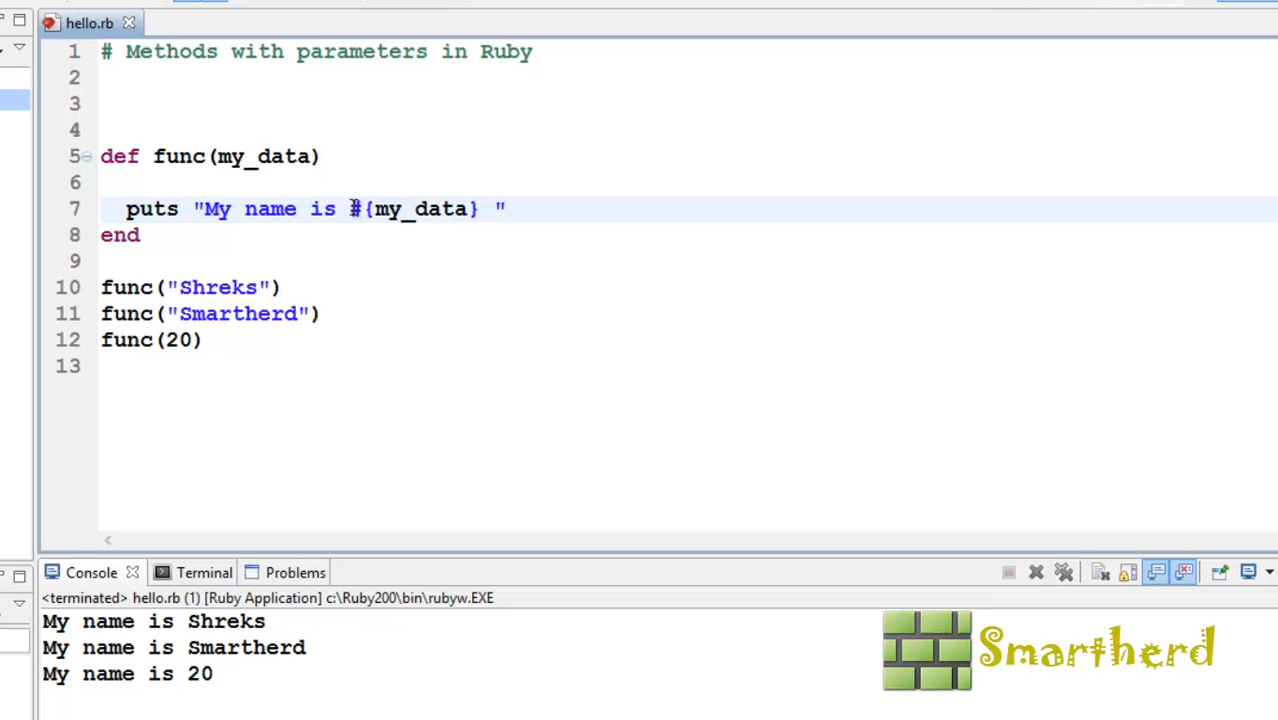 hello.rb
1 # Methods with parameters in Ruby
2
3
4
5 def func(my_data)
6
7 puts "My name is #{my_data} "
8 end
9
10 func("Shreks")
11 func("Smartherd")
12 func(20)
13
Console Terminal Problems
<terminated> hello.rb (1) [Ruby Application] c:\Ruby200\bin\rubyw.EXE
My name is Shreks
My name is Smartherd
My name is 20
Smartherd